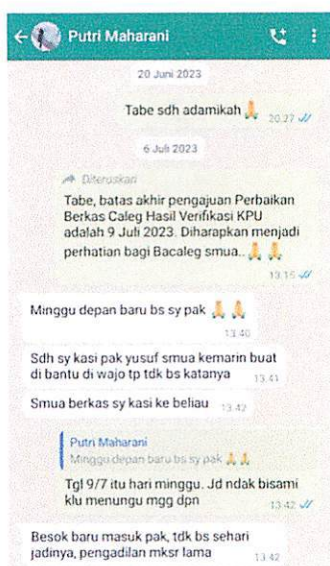 Putri Maharani
20 Juni 2023
Tabe sdh adamikah 🙏
20.27
6 Juli 2023
Diteruskan
Tabe, batas akhir pengajuan Perbaikan
Berkas Caleg Hasil Verifikasi KPU
adalah 9 Juli 2023. Diharapkan menjadi
perhatian bagi Bacaleg smua.. 🙏 🙏
13.15
Minggu depan baru bs sy pak 🙏 🙏
13.40
Sdh sy kasi pak yusuf smua kemarin buat
di bantu di wajo tp tdk bs katanya
13.41
Smua berkas sy kasi ke beliau
13.42
Putri Maharani
Minggu depan baru bs sy pak 🙏 🙏
Tgl 9/7 itu hari minggu. Jd ndak bisami
klu menungu mgg dpn
13.42
Besok baru masuk pak, tdk bs sehari
jadinya, pengadilan mksr lama
13.42